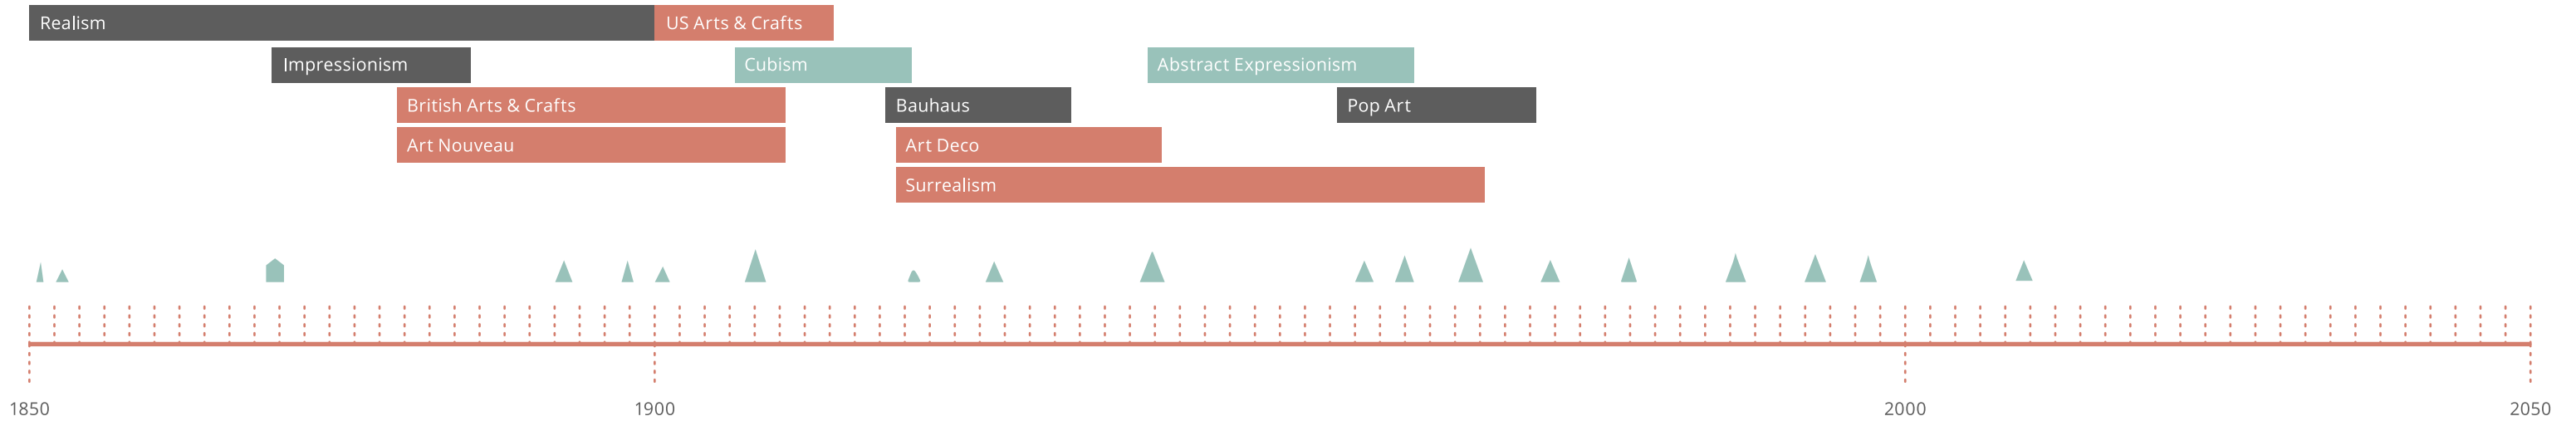 Realism
US Arts & Crafts
Impressionism
Cubism
Abstract Expressionism
British Arts & Crafts
Bauhaus
Pop Art
Art Nouveau
Art Deco
Surrealism
1850
1900
2000
2050